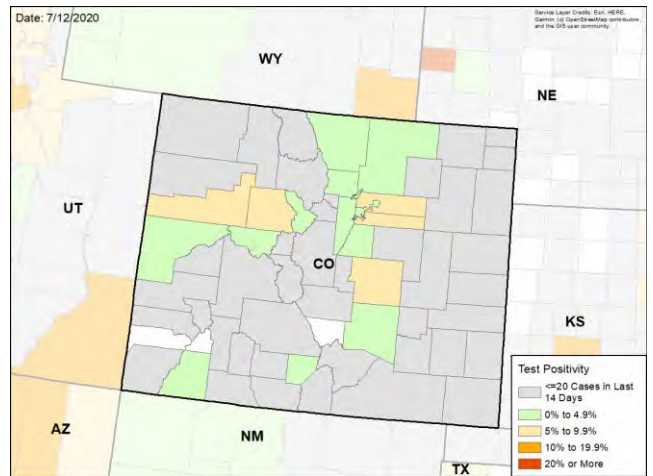 Date: 7/12/2020
Service Layer Credits: Esri, HERE,
Garmin, (c) OpenStreetMap contributors,
and the GIS user community
WY
NE
UT
CO
KS
AZ
NM
TX
Test Positivity
<=20 Cases in Last
14 Days
0% to 4.9%
5% to 9.9%
10% to 19.9%
20% or More